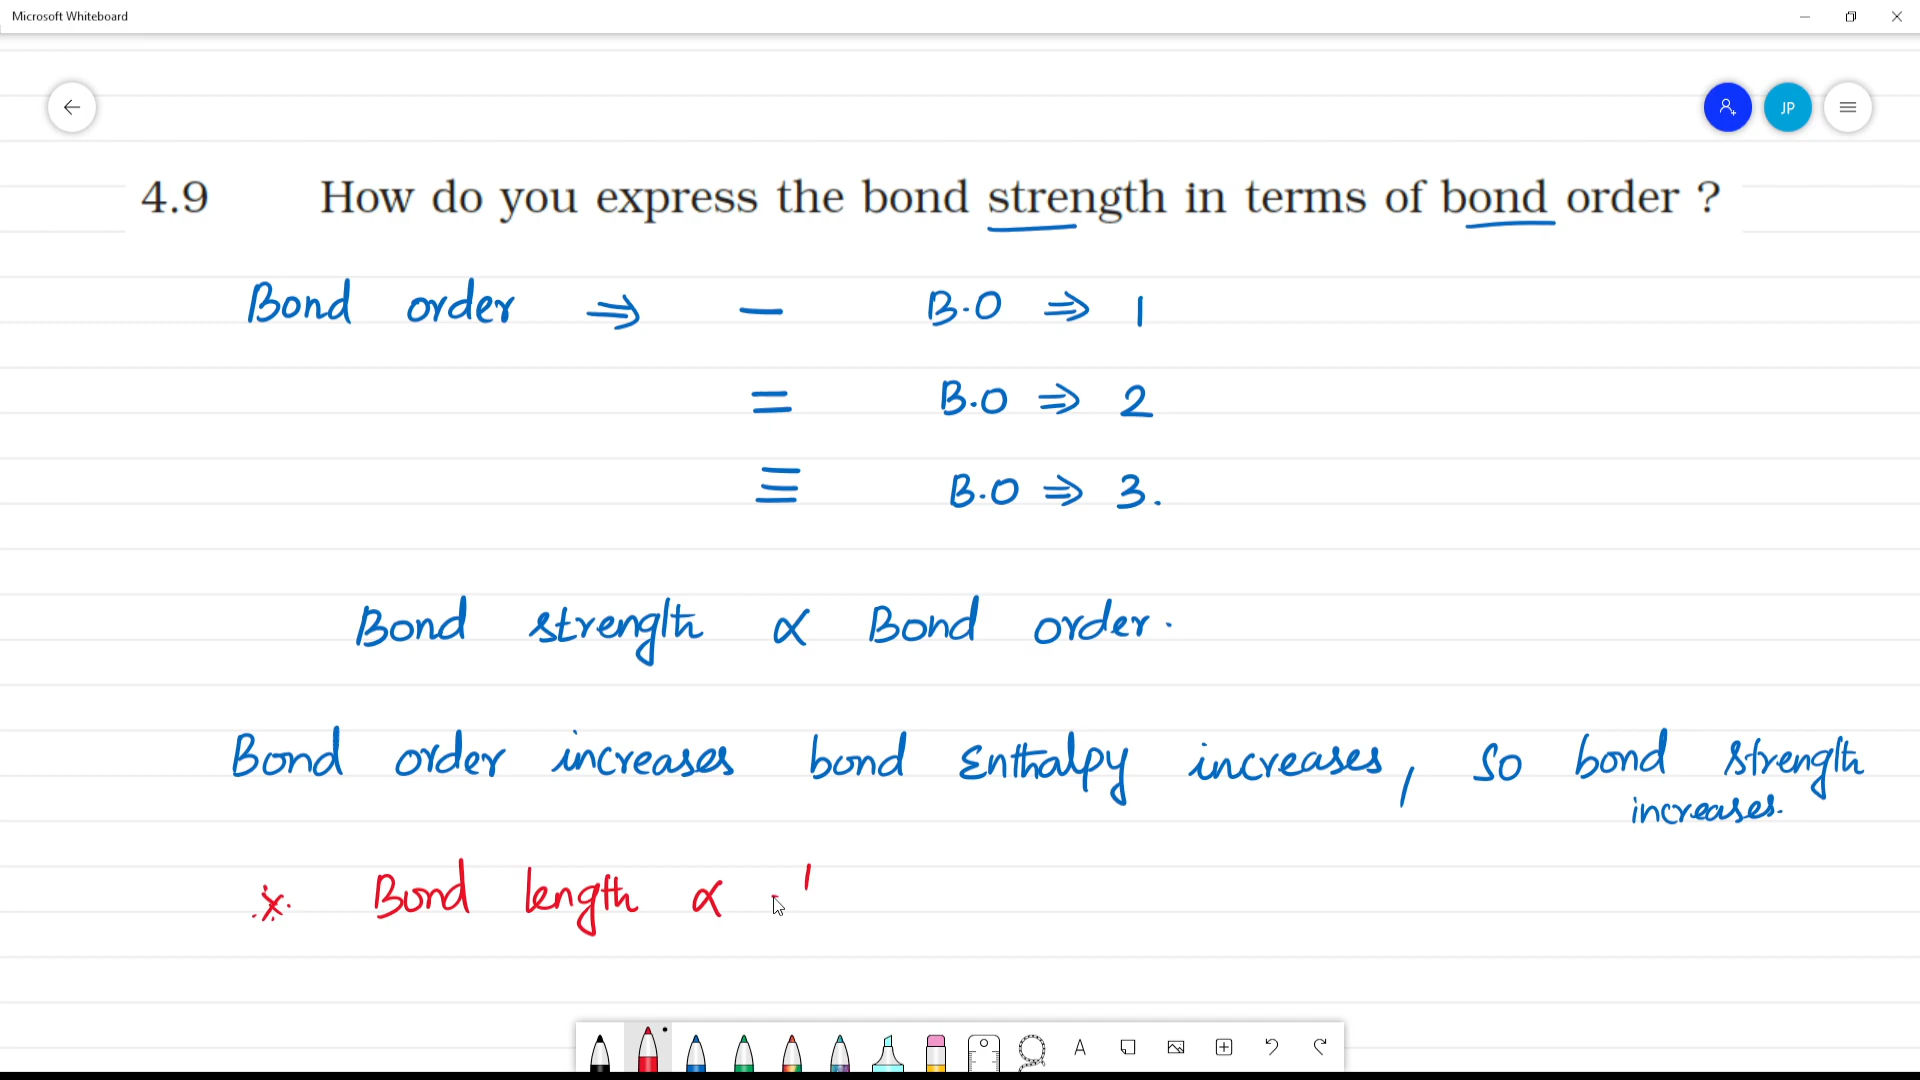 Microsoft Whiteboard
JP
4.9 How do you express the bond strength in terms of bond order ?
Bond order ⇒ — B.O ⇒ 1
= B.O ⇒ 2
≡ B.O ⇒ 3.
Bond strength ∝ Bond order.
Bond order increases bond Enthalpy increases, so bond strength
increases.
* Bond length ∝ 1
A